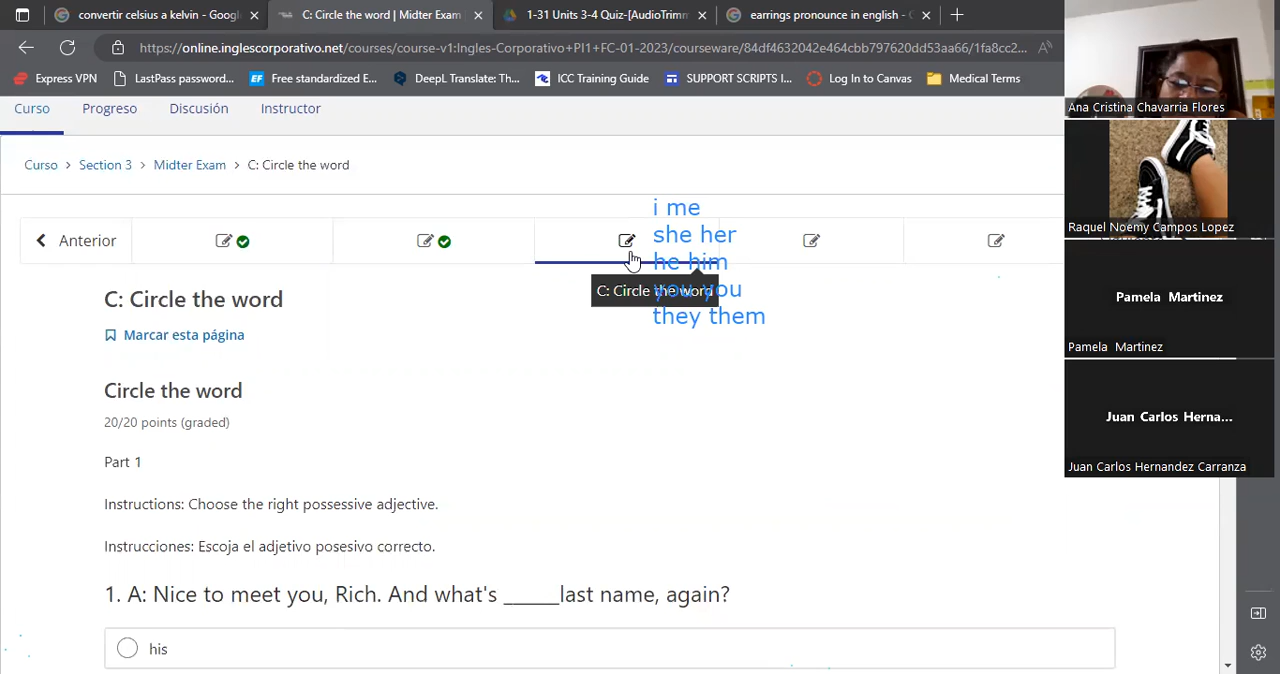 convertir celsius a kelvin - Googl
C: Circle the word | Midter Exam
1-31 Units 3-4 Quiz-[AudioTrimm
earrings pronounce in english - G
https://online.inglescorporativo.net/courses/course-v1:Ingles-Corporativo+PI1+FC-01-2023/courseware/84df4632042e464cbb797620dd53aa66/1fa8cc2...
Express VPN
LastPass password...
EF
Free standardized E...
DeepL Translate: Th...
ICC Training Guide
SUPPORT SCRIPTS I...
Log In to Canvas
Medical Terms
Curso
Progreso
Discusión
Instructor
Curso > Section 3 > Midter Exam > C: Circle the word
Anterior
i me
she her
he him
you you
they them
C: Circle the word
C: Circle the word
Marcar esta página
Circle the word
20/20 points (graded)
Part 1
Instructions: Choose the right possessive adjective.
Instrucciones: Escoja el adjetivo posesivo correcto.
1. A: Nice to meet you, Rich. And what's ______last name, again?
his
Ana Cristina Chavarria Flores
Raquel Noemy Campos Lopez
Pamela Martinez
Pamela Martinez
Juan Carlos Herna...
Juan Carlos Hernandez Carranza